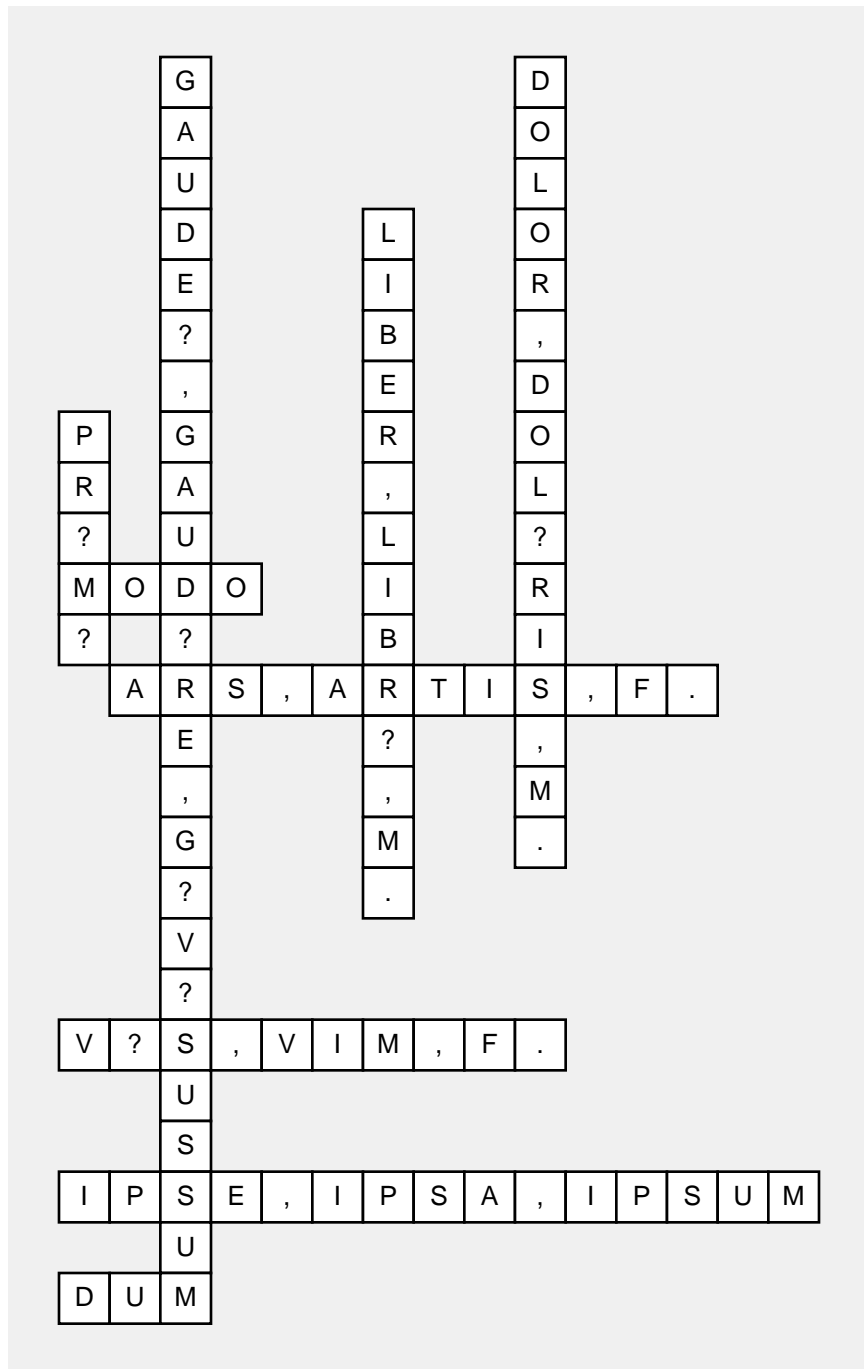 GAUDE?,GAUD?RE,G?V?SUSSUM
DOLOR,DOL?RIS,M.
LIBER,LIBR?,M.
PR?M?
MODO
ARS,ARTIS,F.
V?S,VIM,F.
IPSE,IPSA,IPSUM
DUM